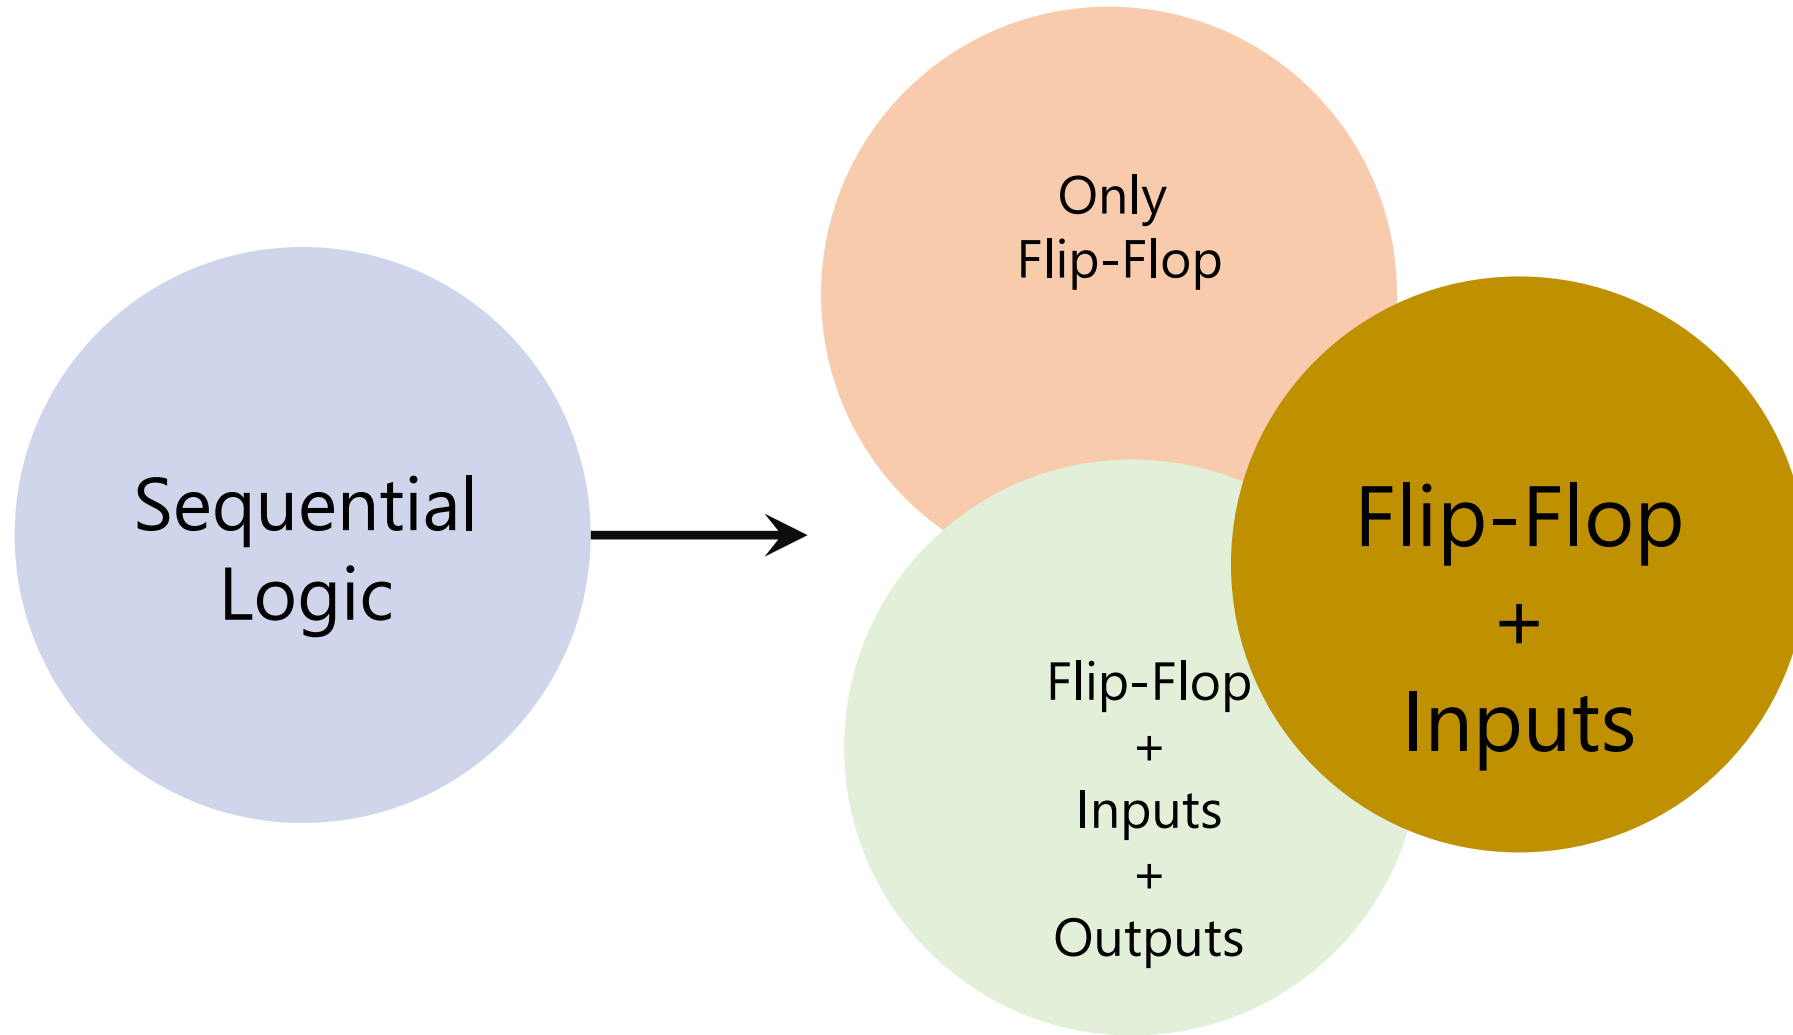 Sequential
Logic
Only
Flip-Flop
Flip-Flop
+
Inputs
Flip-Flop
+
Inputs
+
Outputs